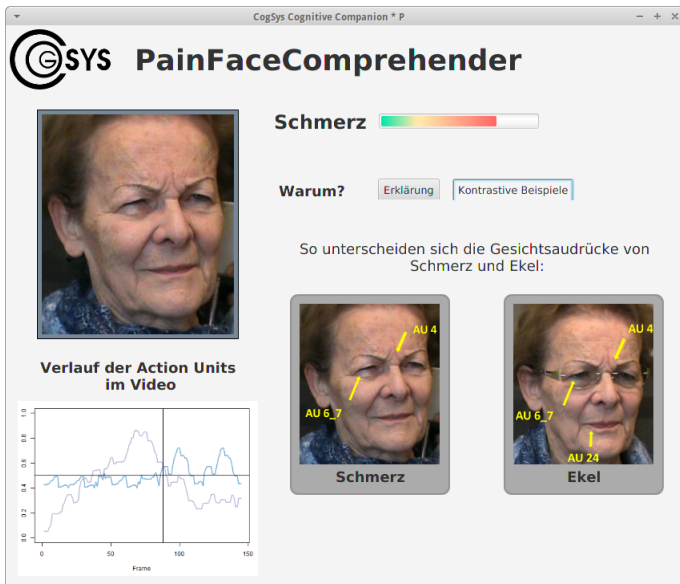 CogSys Cognitive Companion * P
CogSYS
PainFaceComprehender
Schmerz
Warum?
Erklärung
Kontrastive Beispiele
So unterscheiden sich die Gesichtsaudrücke von
Schmerz und Ekel:
AU 4
AU 6_7
Schmerz
AU 4
AU 6_7
AU 24
Ekel
Verlauf der Action Units
im Video
1.0
0.8
0.6
0.4
0.2
0.0
0
50
100
150
Frame